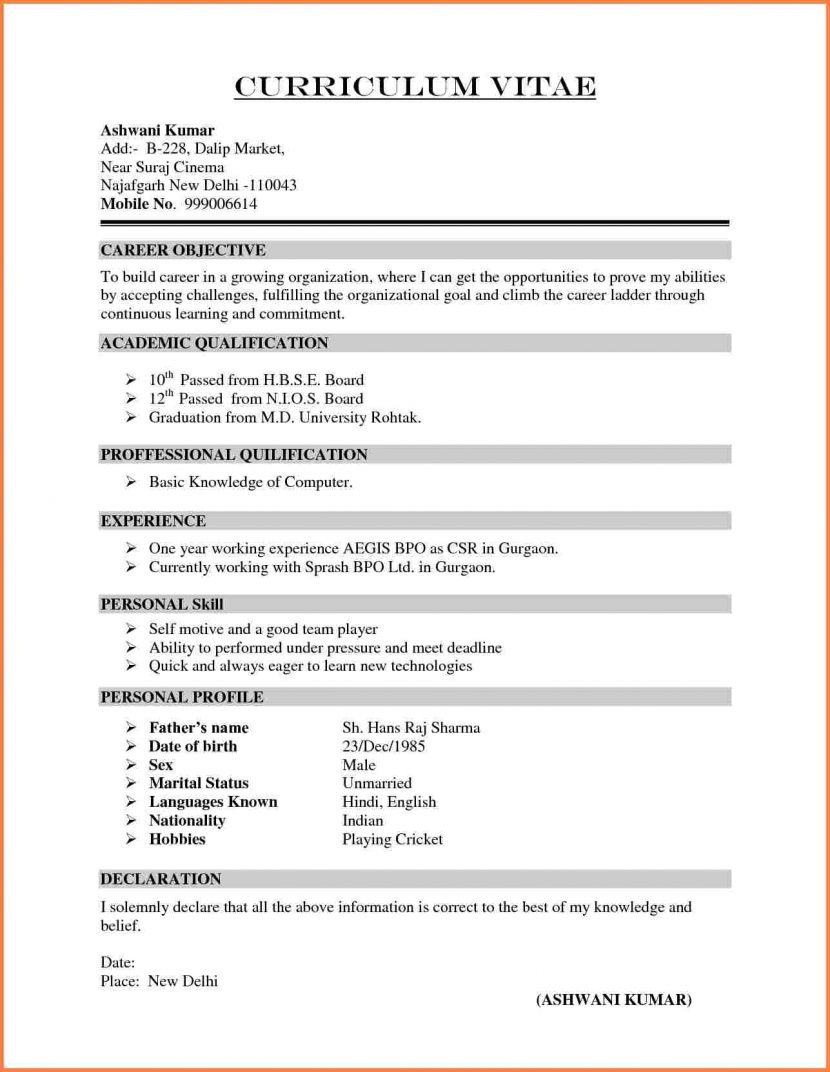 CURRICULUM VITAE
Ashwani Kumar
Add:- B-228, Dalip Market,
Near Suraj Cinema
Najafgarh New Delhi -110043
Mobile No. 999006614
CAREER OBJECTIVE
To build career in a growing organization, where I can get the opportunities to prove my abilities
by accepting challenges, fulfilling the organizational goal and climb the career ladder through
continuous learning and commitment.
ACADEMIC QUALIFICATION
➢ 10th Passed from H.B.S.E. Board
➢ 12th Passed from N.I.O.S. Board
➢ Graduation from M.D. University Rohtak.
PROFFESSIONAL QUILIFICATION
➢ Basic Knowledge of Computer.
EXPERIENCE
➢ One year working experience AEGIS BPO as CSR in Gurgaon.
➢ Currently working with Sprash BPO Ltd. in Gurgaon.
PERSONAL Skill
➢ Self motive and a good team player
➢ Ability to performed under pressure and meet deadline
➢ Quick and always eager to learn new technologies
PERSONAL PROFILE
➢ Father's name Sh. Hans Raj Sharma
➢ Date of birth 23/Dec/1985
➢ Sex Male
➢ Marital Status Unmarried
➢ Languages Known Hindi, English
➢ Nationality Indian
➢ Hobbies Playing Cricket
DECLARATION
I solemnly declare that all the above information is correct to the best of my knowledge and
belief.
Date:
Place: New Delhi
(ASHWANI KUMAR)